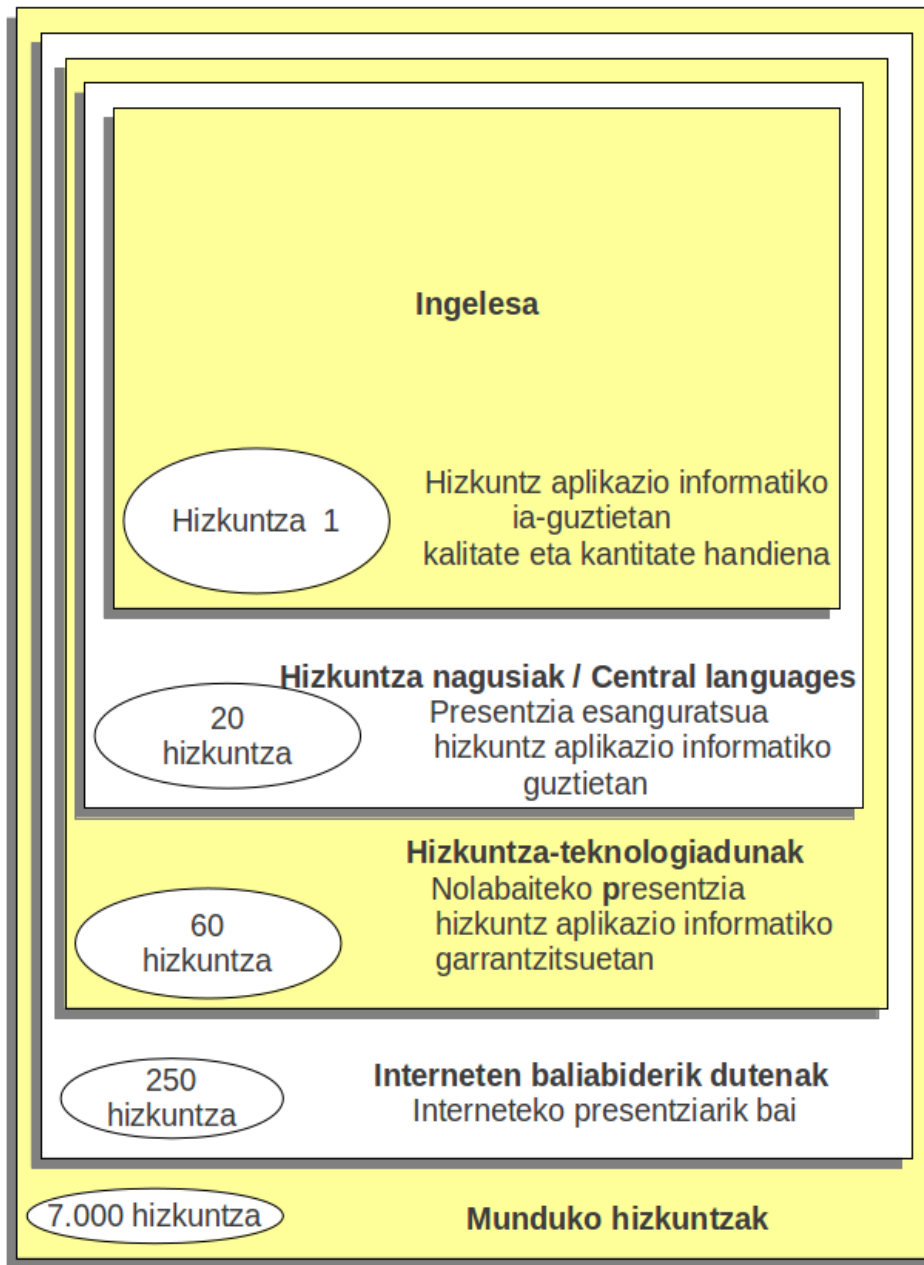 Ingelesa
Hizkuntza 1
Hizkuntz aplikazio informatiko
ia-guztietan
kalitate eta kantitate handiena
Hizkuntza nagusiak / Central languages
20
hizkuntza
Presentzia esanguratsua
hizkuntz aplikazio informatiko
guztietan
Hizkuntza-teknologiadunak
60
hizkuntza
Nolabaiteko presentzia
hizkuntz aplikazio informatiko
garrantzitsuetan
250
hizkuntza
Interneten baliabiderik dutenak
Interneteko presentziarik bai
7.000 hizkuntza
Munduko hizkuntzak